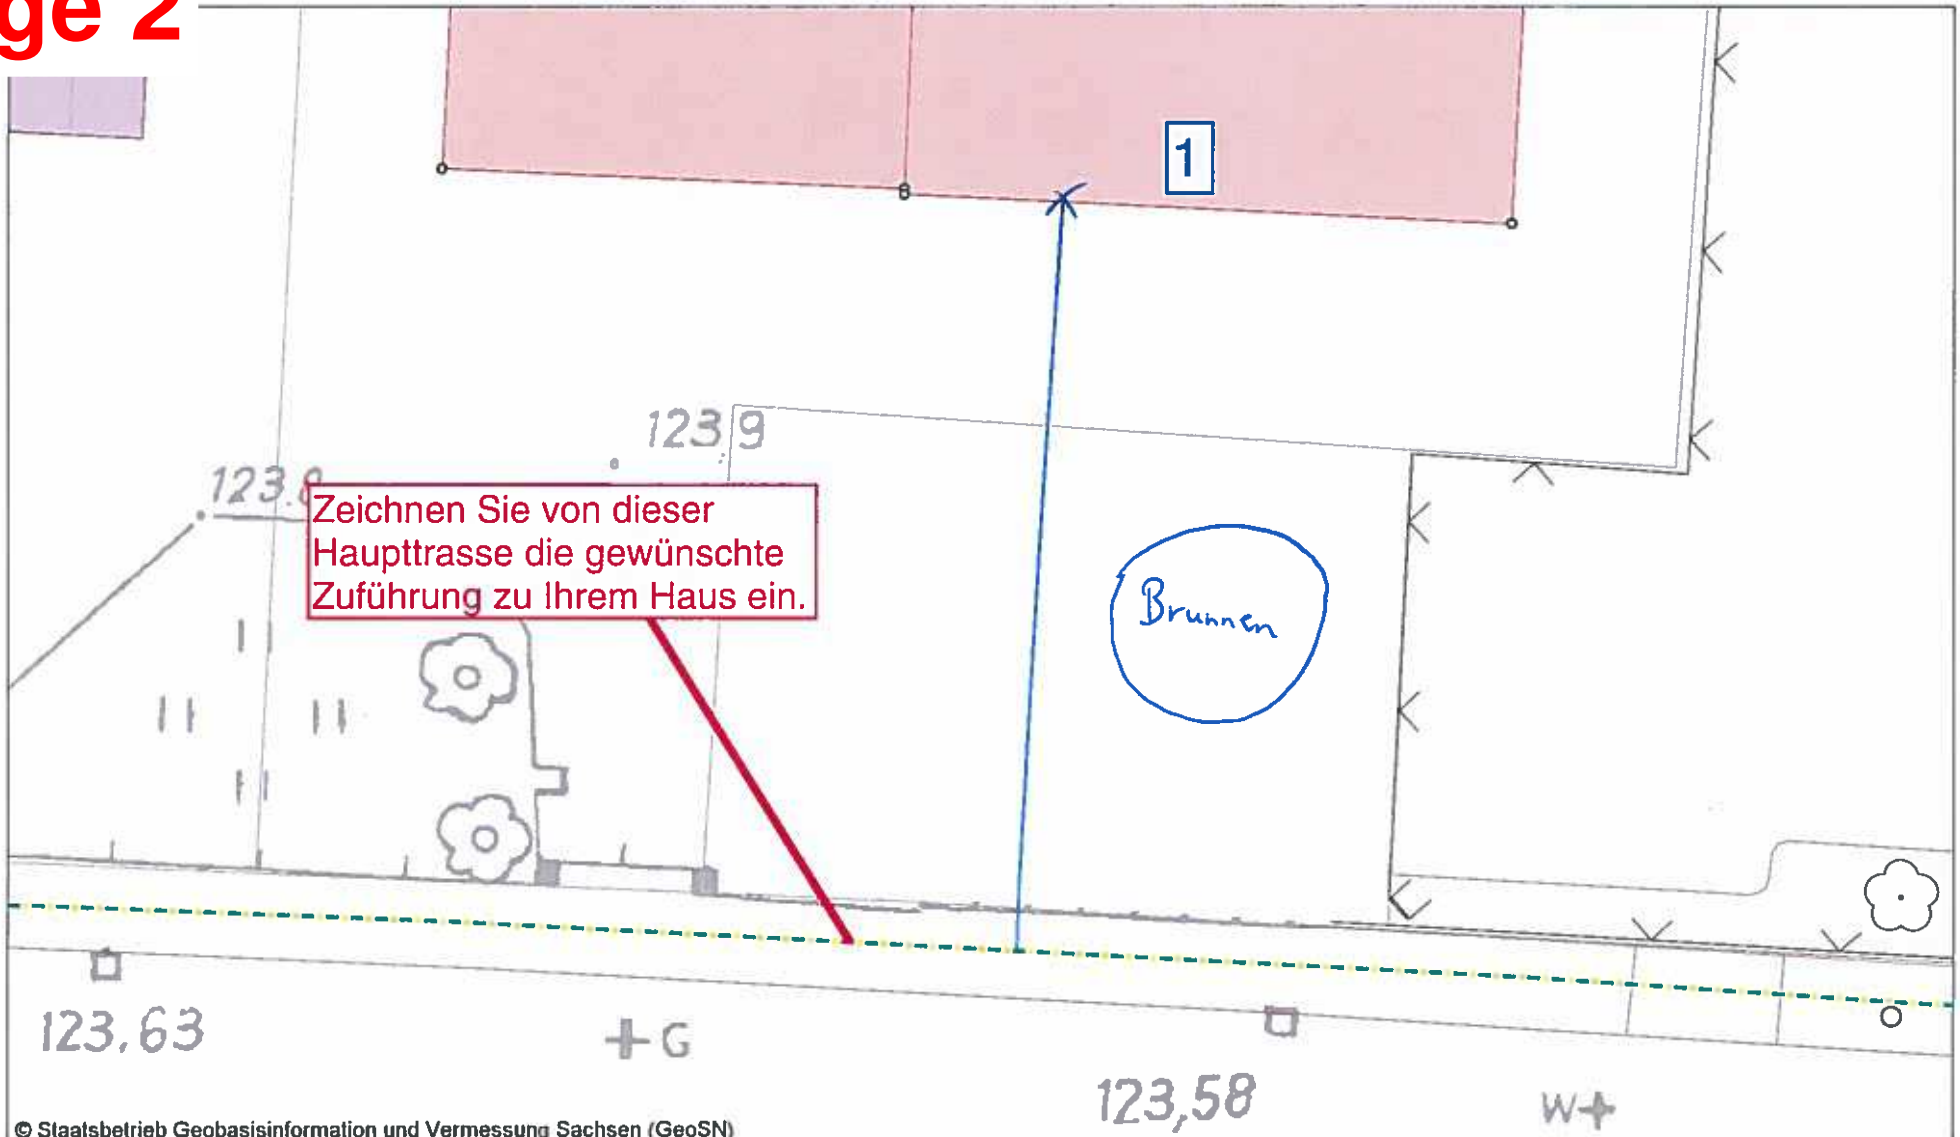 ge 2
1
123.9
123.8
Zeichnen Sie von dieser
Haupttrasse die gewünschte
Zuführung zu Ihrem Haus ein.
Brunnen
123.63
G
123,58
W
© Staatsbetrieb Geobasisinformation und Vermessung Sachsen (GeoSN)